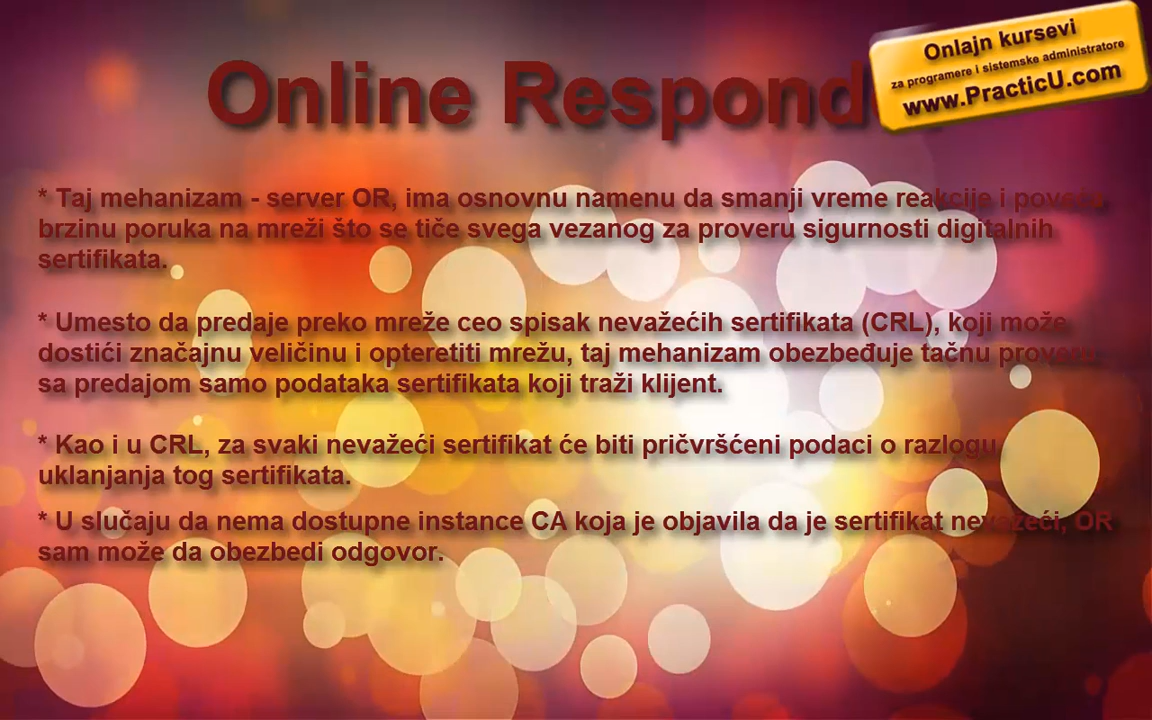 Onlajn kursevi
za programere i sistemske administratore
www.PracticU.com
Online
* Taj mehanizam - server OR, ima osnovnu namenu da smanji vreme reakcije i poveća
brzinu poruka na mreži što se tiče svega vezanog za proveru sigurnosti digitalnih
sertifikata.
* Umesto da predaje preko mreže ceo spisak nevažećih sertifikata (CRL), koji može
dostići značajnu veličinu i opteretiti mrežu, taj mehanizam obezbeđuje tačnu proveru
sa predajom samo podataka sertifikata koji traži klijent.
* Kao i u CRL, za svaki nevažeći sertifikat će biti pričvršćeni podaci o razlogu
uklanjanja tog sertifikata.
* U slučaju da nema dostupne instance CA koja je objavila da je sertifikat nevažeći, OR
sam može da obezbedi odgovor.